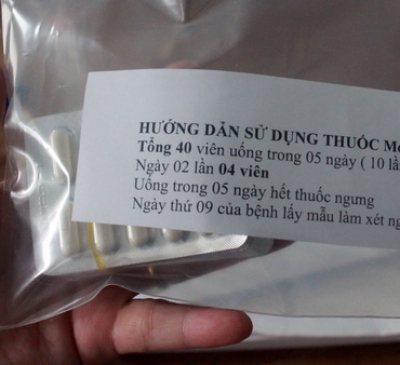 HƯỚNG DẪN SỬ DỤNG THUỐC
Tổng 40 viên uống trong 05 ngày ( 10
Ngày 02 lần 04 viên
Uống trong 05 ngày hết thuốc ngưng
Ngày thứ 09 của bệnh lấy mẫu làm xét